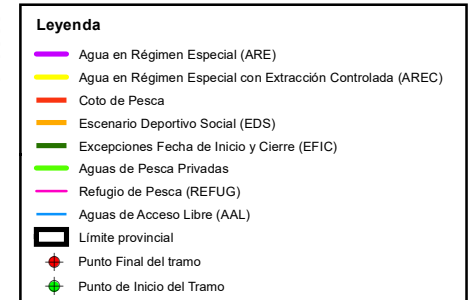 Leyenda
Agua en Régimen Especial (ARE)
Agua en Régimen Especial con Extracción Controlada (AREC)
Coto de Pesca
Escenario Deportivo Social (EDS)
Excepciones Fecha de Inicio y Cierre (EFIC)
Aguas de Pesca Privadas
Refugio de Pesca (REFUG)
Aguas de Acceso Libre (AAL)
Límite provincial
Punto Final del tramo
Punto de Inicio del Tramo